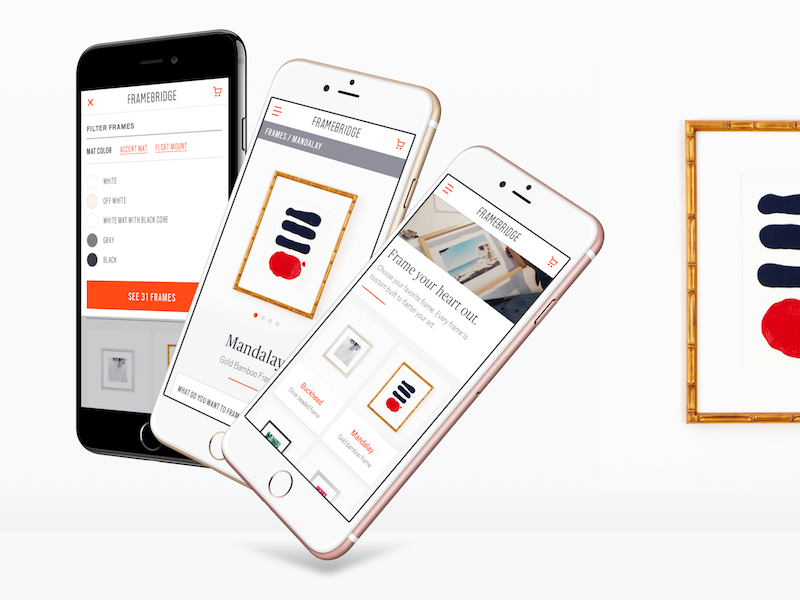 FRAMEBRIDGE
FILTER FRAMES
MAT COLOR ACCENT MAT FLOAT MOUNT
WHITE
OFF WHITE
WHITE MAT WITH BLACK CORE
GRAY
BLACK
SEE 31 FRAMES
FRAMEBRIDGE
FRAMES / MANDALAY
Mandalay
Gold Bamboo Fra
WHAT DO YOU WANT TO FRAM
FRAMEBRIDGE
Frame your heart out.
Choose your favorite frame. Every frame is
custom built to flatter your art.
Buckhead
Silver beaded frame
Mandalay
Gold bamboo frame